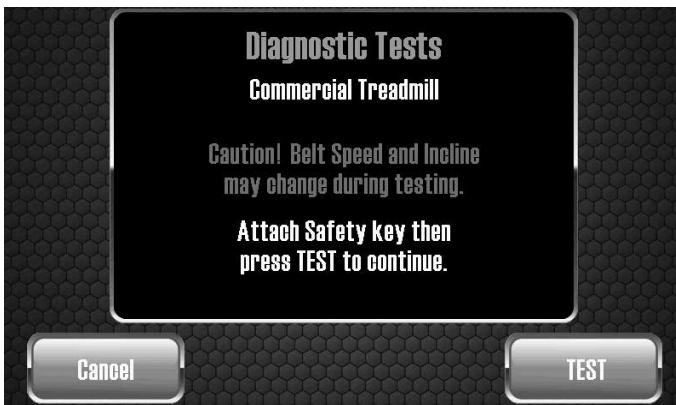 Diagnostic Tests
Commercial Treadmill
Caution! Belt Speed and Incline
may change during testing.
Attach Safety key then
press TEST to continue.
Cancel
TEST